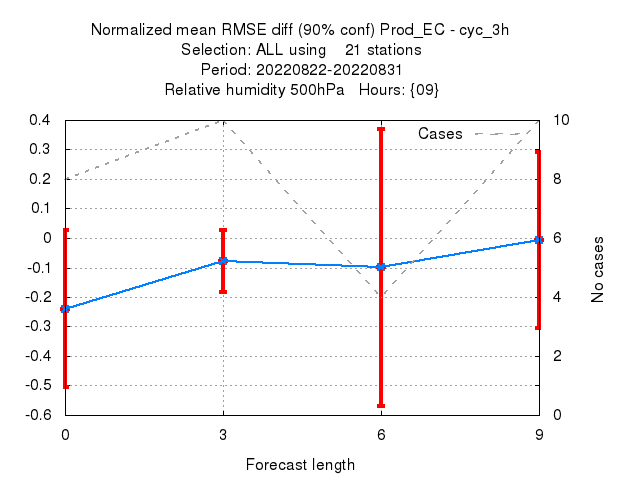 Normalized mean RMSE diff (90% conf) Prod_EC - cyc_3h
Selection: ALL using    21 stations
Period: 20220822-20220831
Relative humidity 500hPa   Hours: {09}
0.4
0.3
0.2
0.1
0
-0.1
-0.2
-0.3
-0.4
-0.5
-0.6
Cases
10
8
6
4
2
0
No cases
0 3 6 9
Forecast length